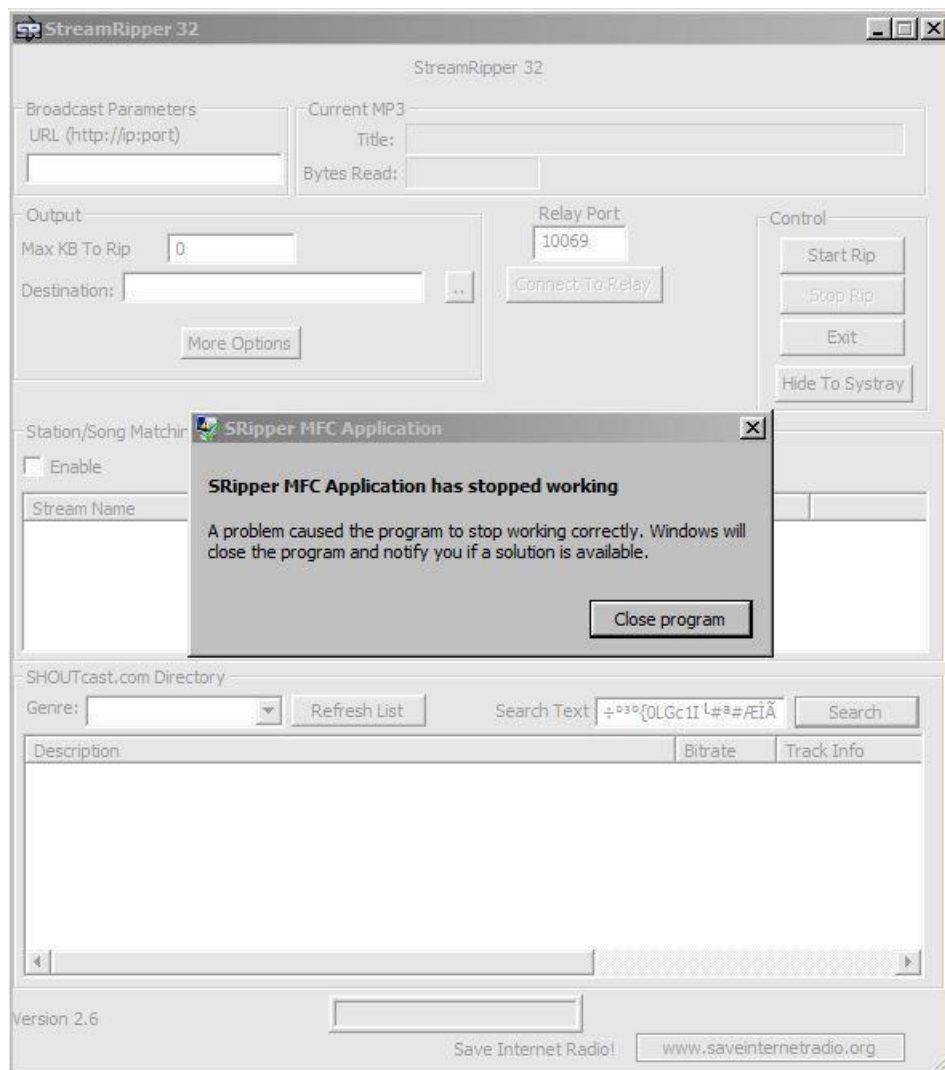 StreamRipper 32
StreamRipper 32
Broadcast Parameters
URL (http://ip:port)
Current MP3
Title:
Bytes Read:
Output
Max KB To Rip 0
Destination: ..
More Options
Relay Port
10069
Connect To Relay
Control
Start Rip
Stop Rip
Exit
Hide To Systray
Station/Song Matchin
Enable
Stream Name
SRipper MFC Application
SRipper MFC Application has stopped working
A problem caused the program to stop working correctly. Windows will
close the program and notify you if a solution is available.
Close program
SHOUTcast.com Directory
Genre: Refresh List Search Text Search
Description Bitrate Track Info
Version 2.6
Save Internet Radio! www.saveinternetradio.org